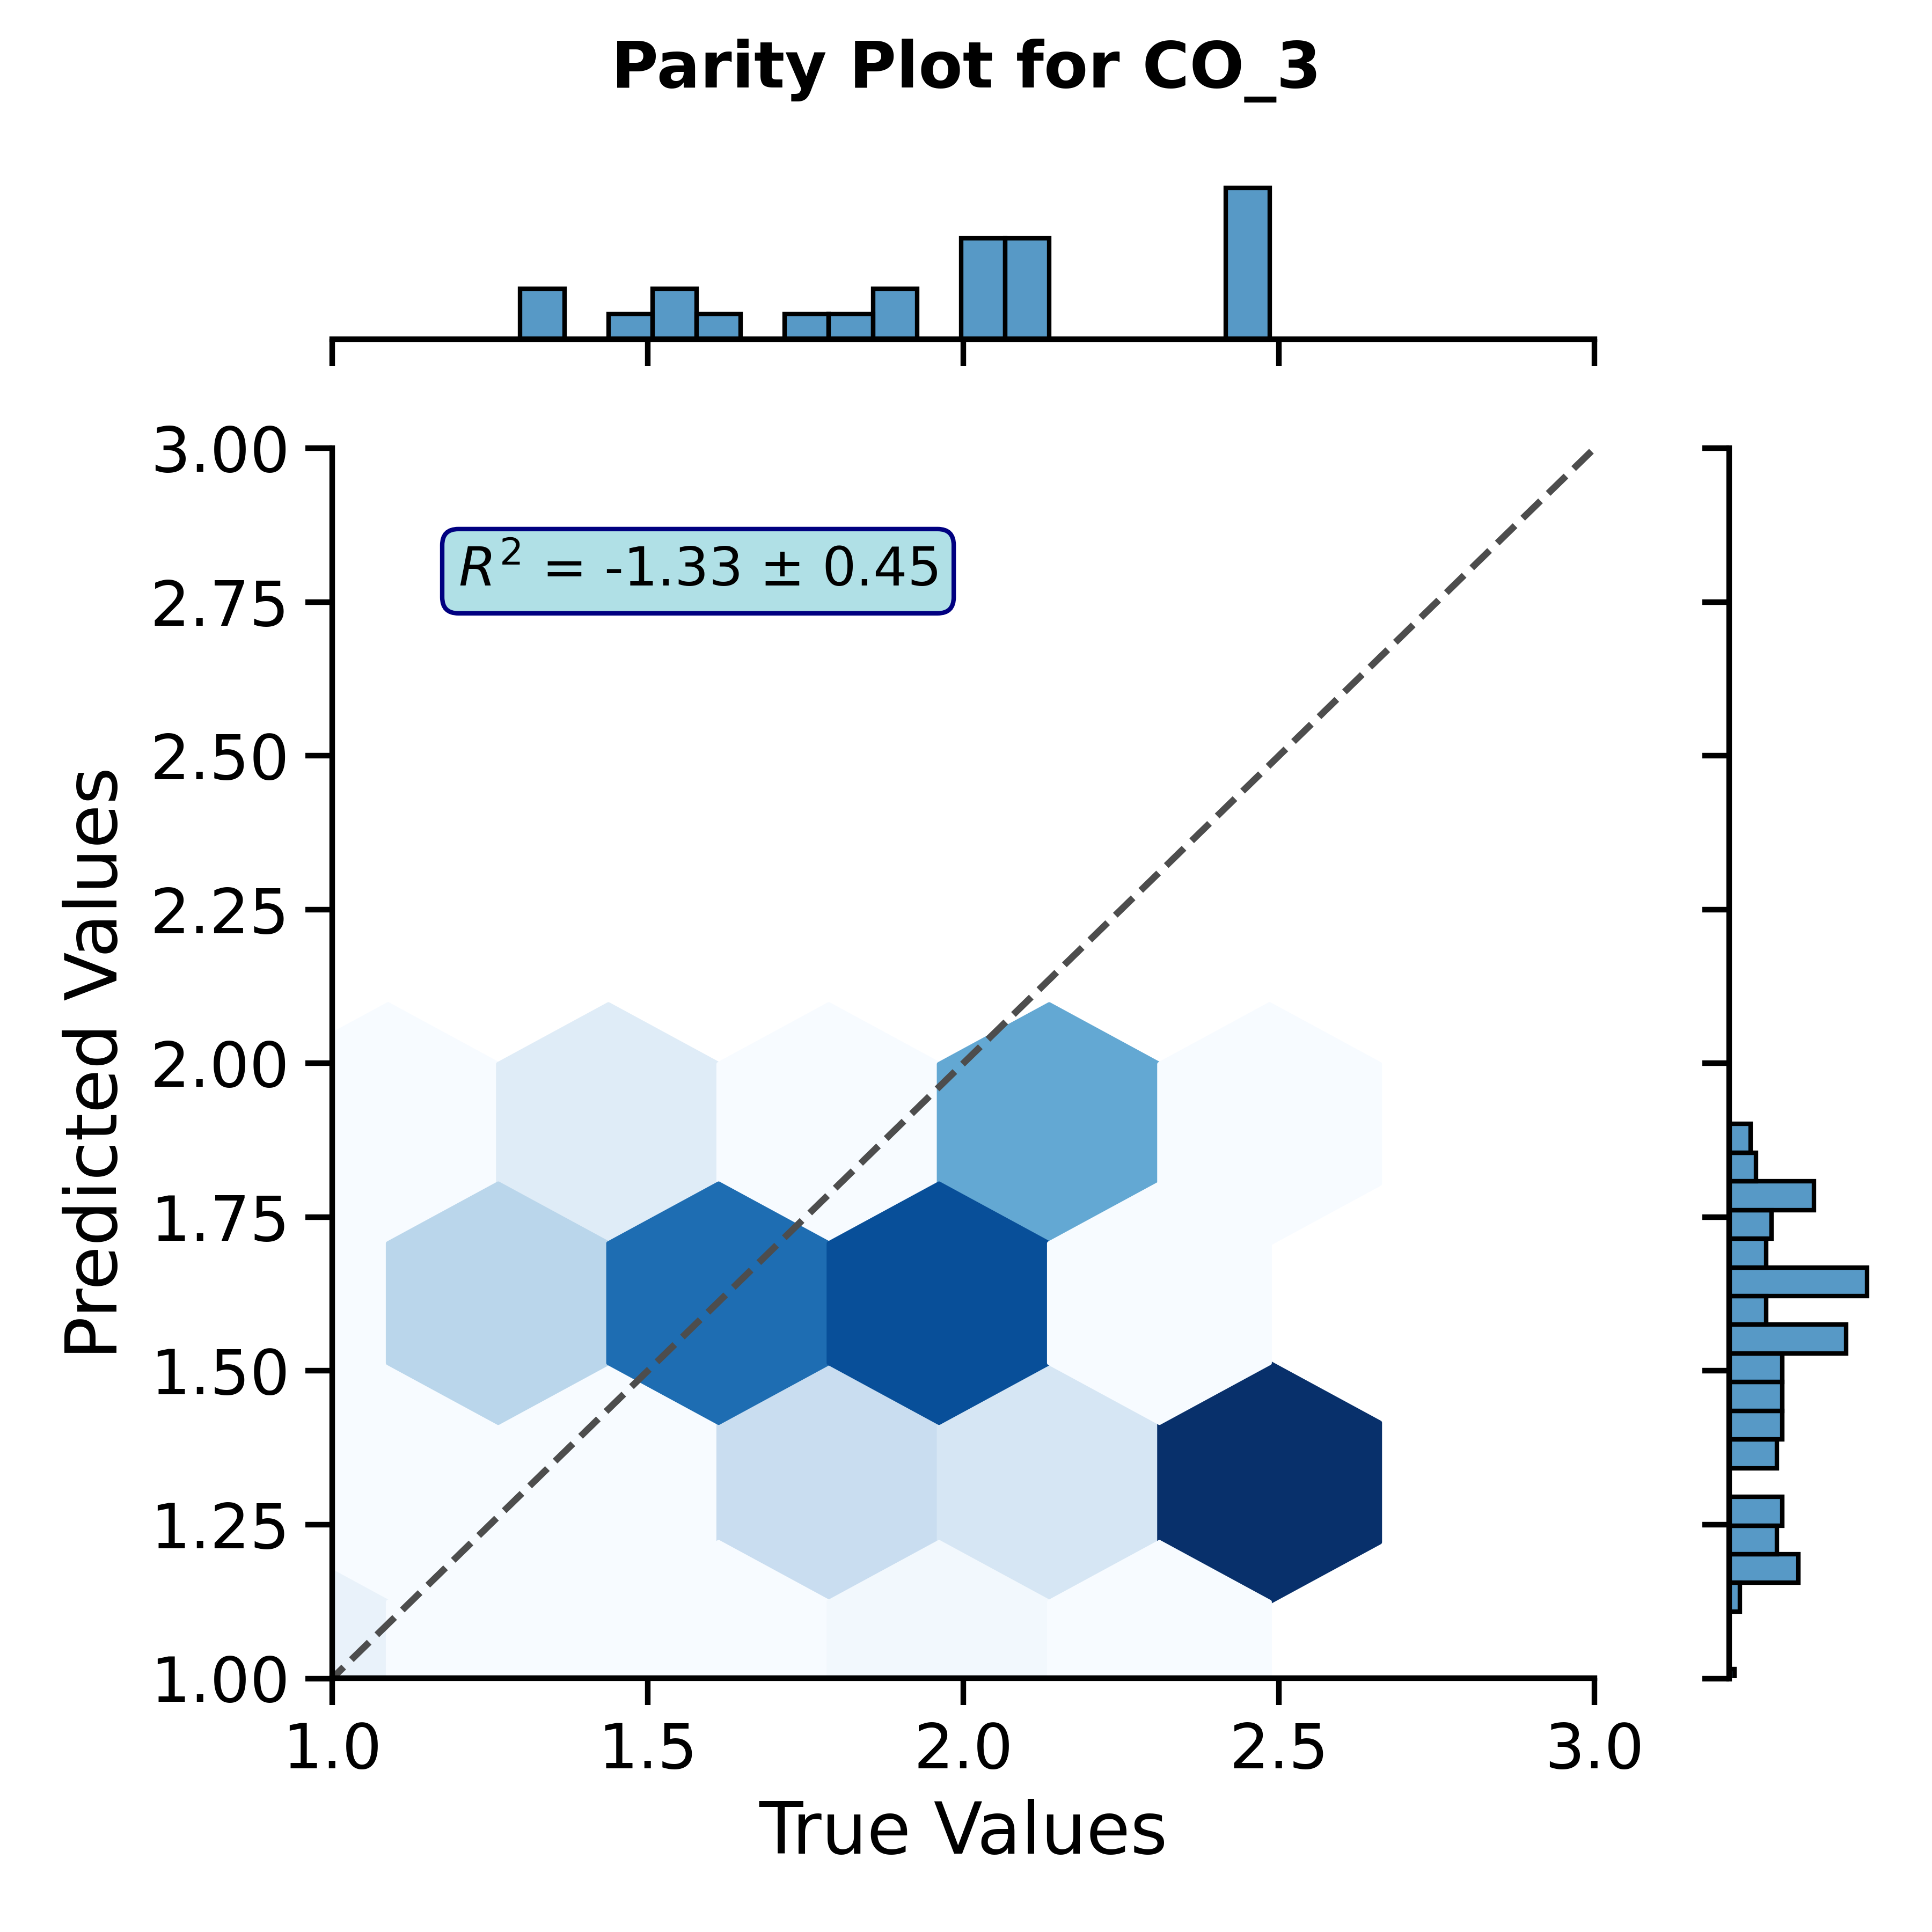 Parity Plot for CO_3
R² = -1.33 ± 0.45
Predicted Values
3.00
2.75
2.50
2.25
2.00
1.75
1.50
1.25
1.00
1.0 1.5 2.0 2.5 3.0
True Values